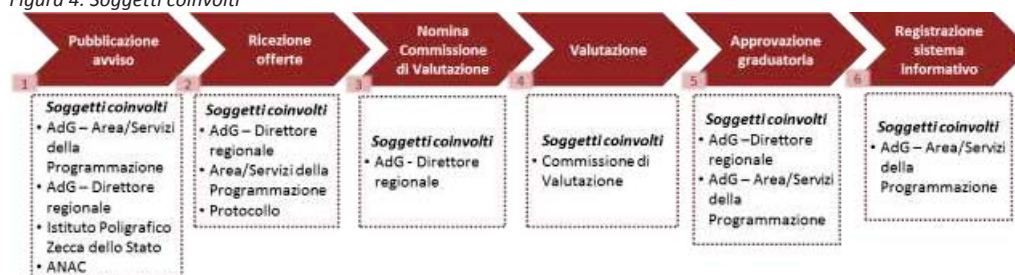 Figura 4: Soggetti coinvolti
Pubblicazione
avviso
1
Soggetti coinvolti
• AdG – Area/Servizi
della
Programmazione
• AdG – Direttore
regionale
• Istituto Poligrafico
Zecca dello Stato
• ANAC
Ricezione
offerte
2
Soggetti coinvolti
• AdG – Direttore
regionale
• Area/Servizi della
Programmazione
• Protocollo
Nomina
Commissione
di Valutazione
3
Soggetti coinvolti
• AdG - Direttore
regionale
Valutazione
4
Soggetti coinvolti
• Commissione di
Valutazione
Approvazione
graduatoria
5
Soggetti coinvolti
• AdG –Direttore
regionale
• AdG – Area/Servizi
della
Programmazione
Registrazione
sistema
informativo
6
Soggetti coinvolti
• AdG – Area/Servizi
della
Programmazione